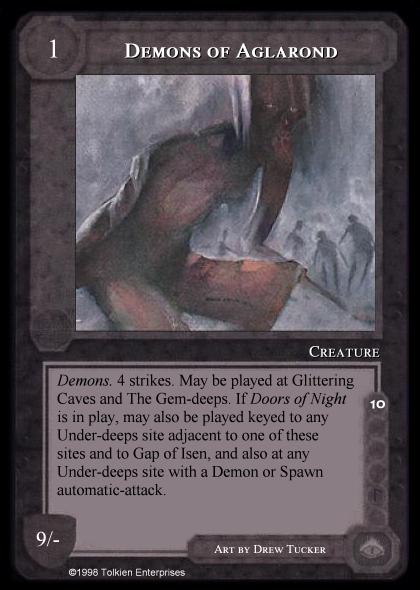 1
DEMONS OF AGLAROND
CREATURE
Demons. 4 strikes. May be played at Glittering
Caves and The Gem-deeps. If Doors of Night
is in play, may also be played keyed to any
Under-deeps site adjacent to one of these
sites and to Gap of Isen, and also at any
Under-deeps site with a Demon or Spawn
automatic-attack.
10
9/-
ART BY DREW TUCKER
©1998 Tolkien Enterprises